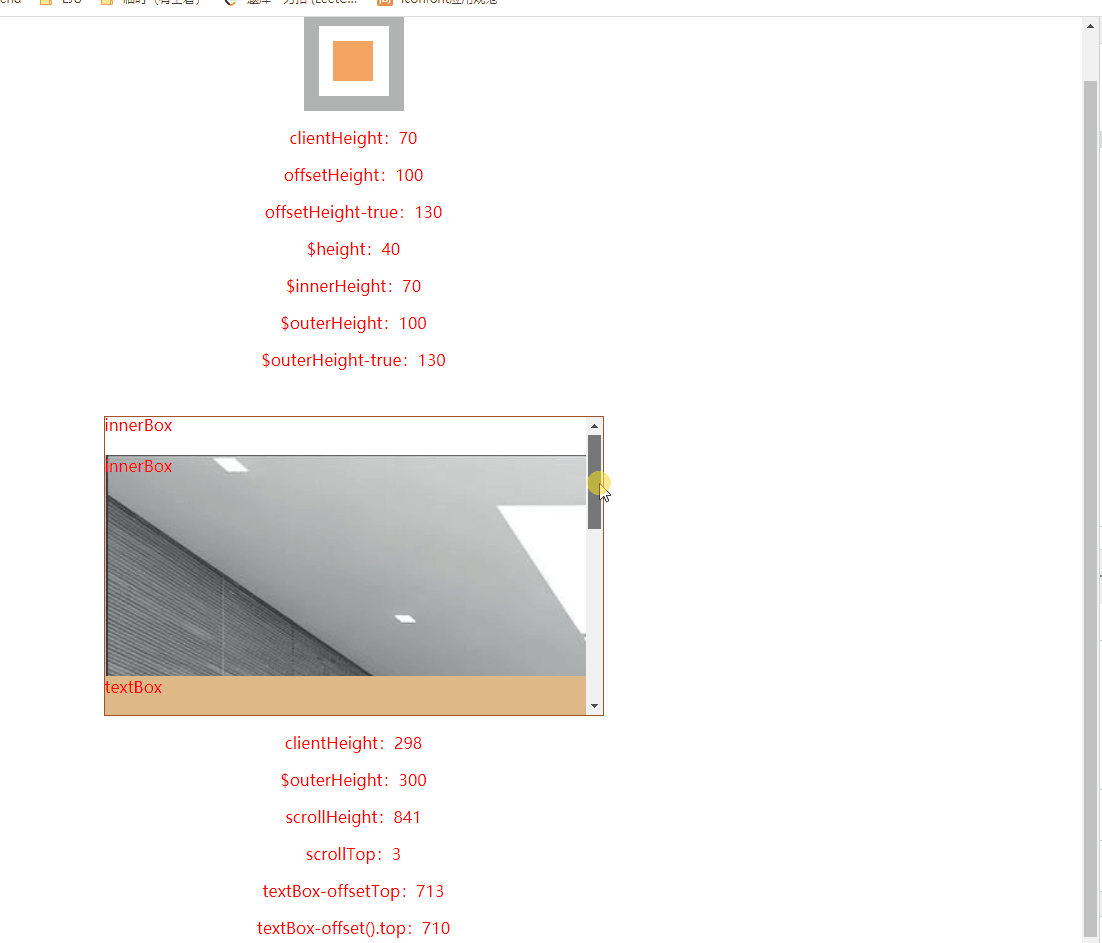 clientHeight：70
offsetHeight：100
offsetHeight-true：130
$height：40
$innerHeight：70
$outerHeight：100
$outerHeight-true：130
innerBox
innerBox
textBox
clientHeight：298
$outerHeight：300
scrollHeight：841
scrollTop：3
textBox-offsetTop：713
textBox-offset().top：710